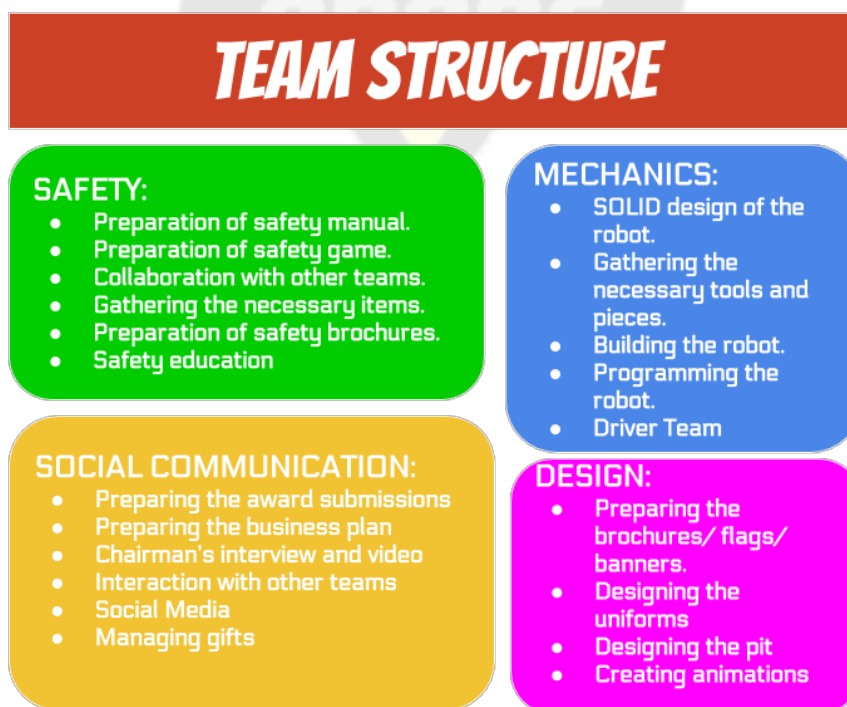 TEAM STRUCTURE
SAFETY:
● Preparation of safety manual.
● Preparation of safety game.
● Collaboration with other teams.
● Gathering the necessary items.
● Preparation of safety brochures.
● Safety education
MECHANICS:
● SOLID design of the
robot.
● Gathering the
necessary tools and
pieces.
● Building the robot.
● Programming the
robot.
● Driver Team
SOCIAL COMMUNICATION:
● Preparing the award submissions
● Preparing the business plan
● Chairman's interview and video
● Interaction with other teams
● Social Media
● Managing gifts
DESIGN:
● Preparing the
brochures/ flags/
banners.
● Designing the
uniforms
● Designing the pit
● Creating animations